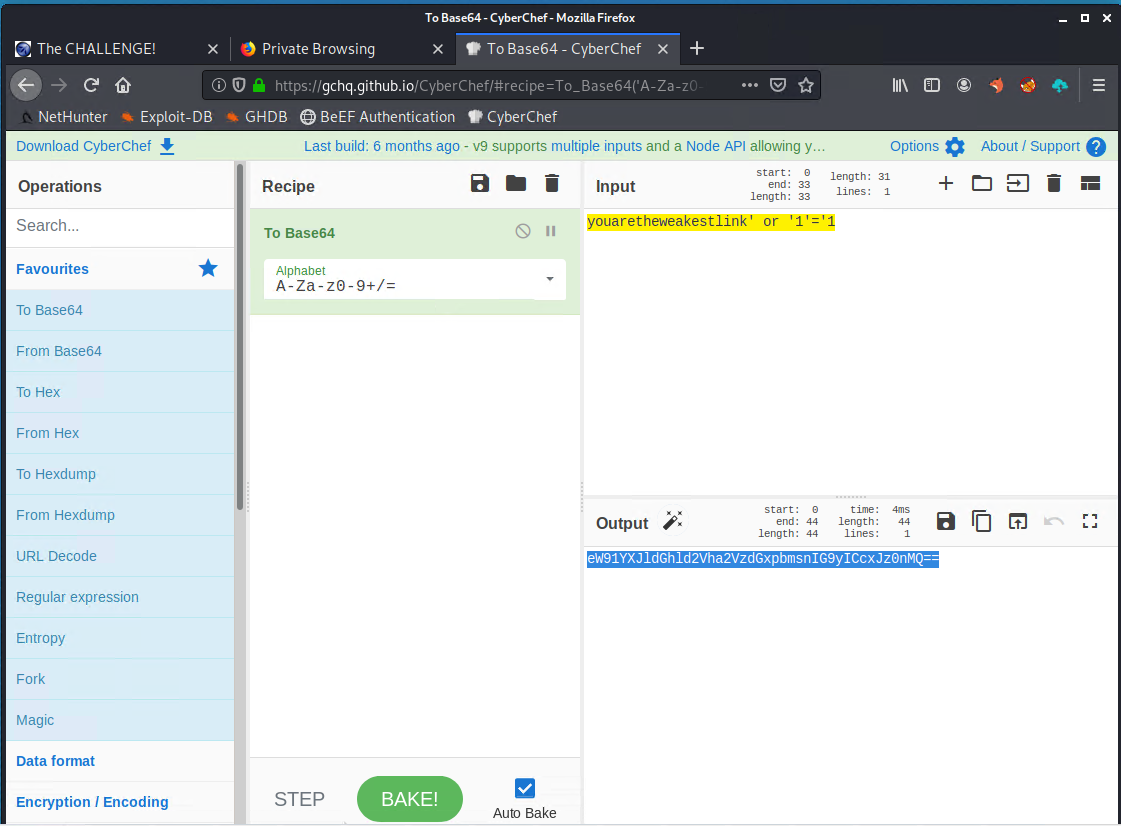 To Base64 - CyberChef - Mozilla Firefox
The CHALLENGE!
Private Browsing
To Base64 - CyberChef
https://gchq.github.io/CyberChef/#recipe=To_Base64('A-Za-z0-
NetHunter
Exploit-DB
GHDB
BeEF Authentication
CyberChef
Download CyberChef
Last build: 6 months ago - v9 supports multiple inputs and a Node API allowing y…
Options
About / Support
Operations
Search...
Favourites
To Base64
From Base64
To Hex
From Hex
To Hexdump
From Hexdump
URL Decode
Regular expression
Entropy
Fork
Magic
Data format
Encryption / Encoding
Recipe
To Base64
Alphabet
A-Za-z0-9+/=
STEP
BAKE!
Auto Bake
Input
start: 0
end: 33
length: 33
length: 31
lines: 1
youaretheweakestlink' or '1'='1
Output
start: 0
end: 44
length: 44
time: 4ms
length: 44
lines: 1
eW91YXJldGhld2Vha2VzdGxpbmsnIG9yICcxJz0nMQ==